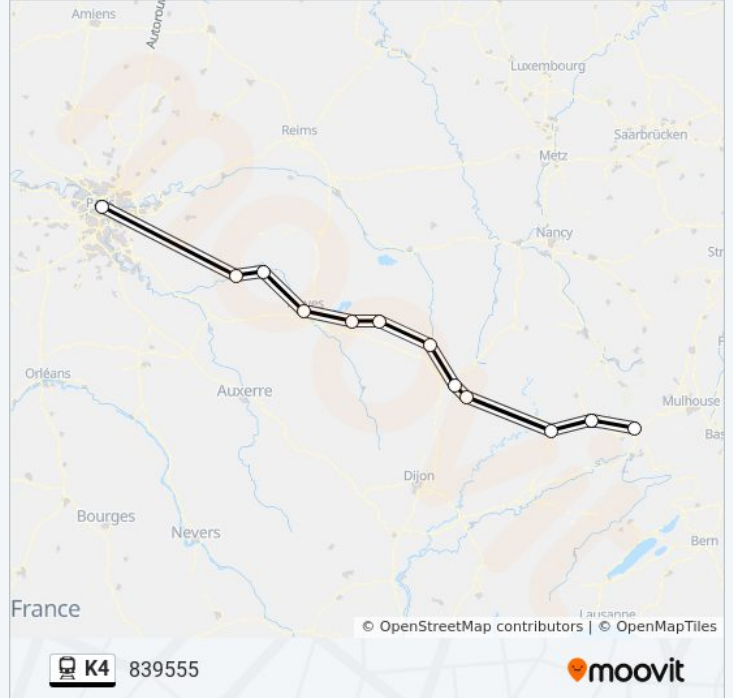 Amiens
Autorou
Luxembourg
Reims
Saarbrücken
Metz
Nancy
Str
yes
Orléans
Auxerre
Mulhouse
Bas
Dijon
Bourges
Nevers
Bern
France
Lausanne
© OpenStreetMap contributors | © OpenMapTiles
K4 839555
moovit